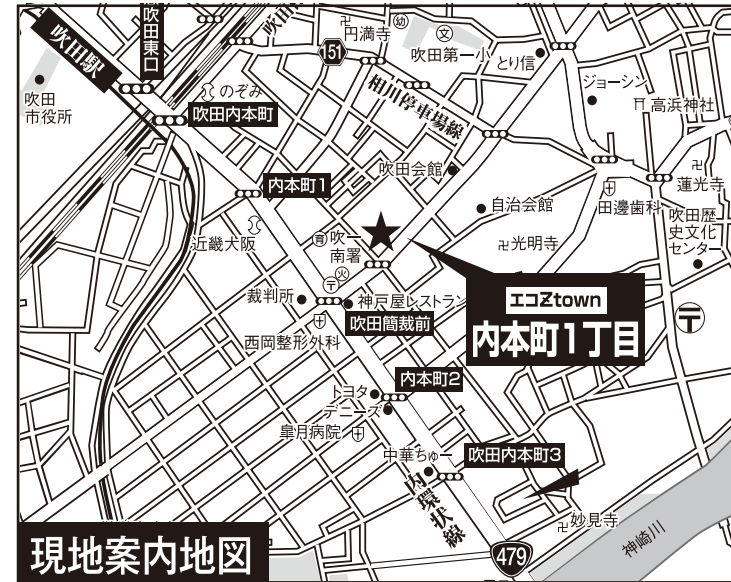 吹田駅
吹田東口
吹田
円満寺
幼
文
151
吹田第一小
とり信
吹田
市役所
のぞみ
吹田内本町
相川停車場線
ジョーシン
高浜神社
吹田会館
内本町1
田邊歯科
蓮光寺
自治会館
吹田歴
史文化
センター
近畿大阪
育
吹一
南署
火
光明寺
裁判所
神戸屋レストラン
吹田簡裁前
西岡整形外科
エコZtown
内本町1丁目
内本町2
トヨタ
デニーズ
皐月病院
中華ちゅー
吹田内本町3
内環状線
妙見寺
神崎川
479
現地案内地図